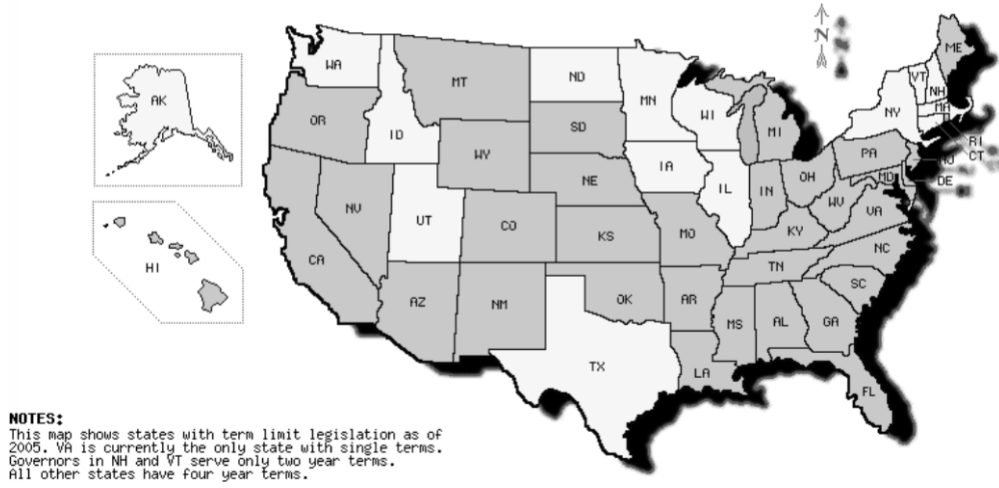 N
N
ME
VT
NH
WA
MT
ND
MN
MA
NY
AK
WI
OR
ID
SD
MI
RI
CT
WY
PA
IA
NE
OH
MD
DE
IL
IN
NV
WV
UT
VA
CO
KS
MO
KY
NC
CA
HI
TN
SC
AZ
NM
OK
AR
MS
AL
GA
TX
LA
FL
NOTES:
This map shows states with term limit legislation as of
2005. VA is currently the only state with single terms.
Governors in NH and VT serve only two year terms.
All other states have four year terms.